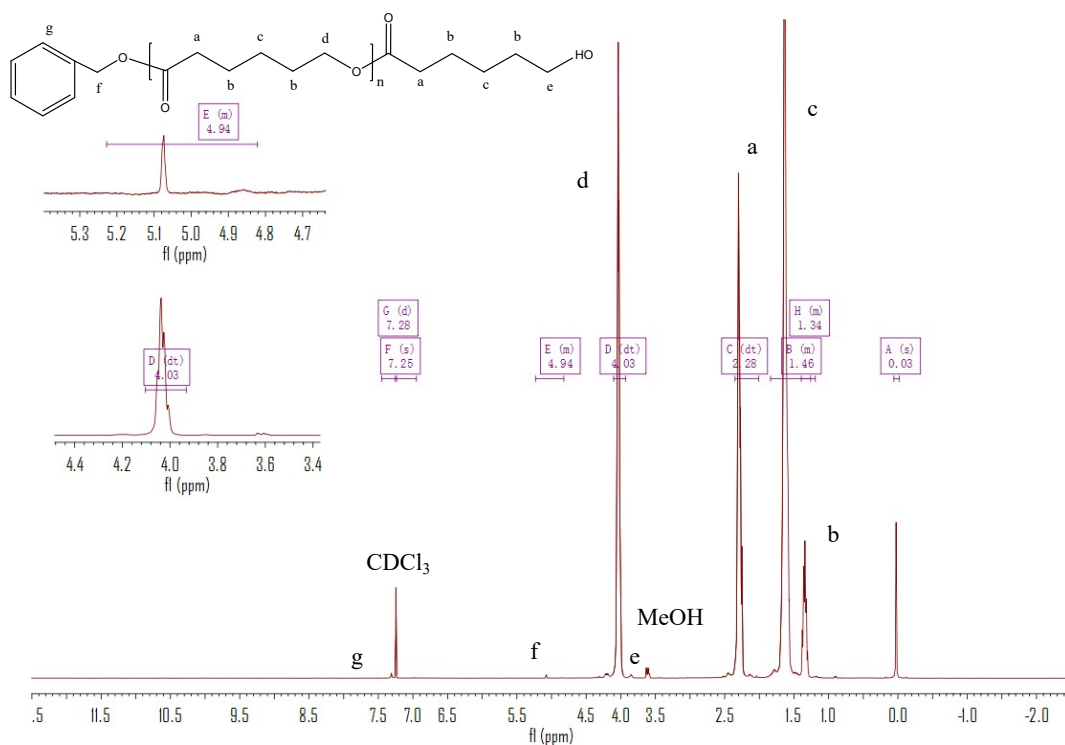 O
g
a
c
d
b
b
HO
O
O
[
]
n
f
b
b
a
c
e
O
E (m)
4.94
c
a
d
5.3 5.2 5.1 5.0 4.9 4.8 4.7
fl (ppm)
G (d)
7.28
H (m)
1.34
D (dt)
4.03
F (s)
7.25
E (m)
4.94
D (dt)
4.03
C (dt)
2.28
B (m)
1.46
A (s)
0.03
4.4 4.2 4.0 3.8 3.6 3.4
fl (ppm)
b
CDCl3
MeOH
g
f
e
.5 11.5 10.5 9.5 8.5 7.5 6.5 5.5 4.5 4.0 3.5 3.0 2.5 2.0 1.5 1.0 0.0 -1.0 -2.0
fl (ppm)